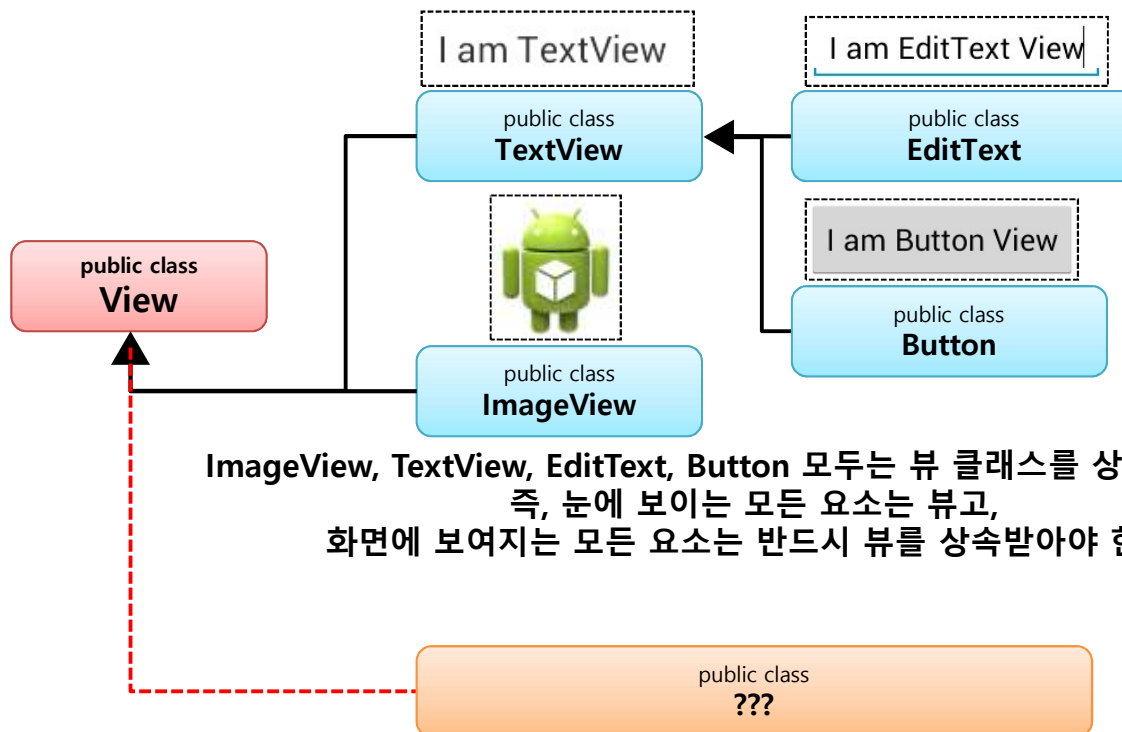 I am TextView
I am EditText View
public class
TextView
public class
EditText
I am Button View
public class
View
public class
Button
public class
ImageView
ImageView, TextView, EditText, Button 모두는 뷰 클래스를 상
즉, 눈에 보이는 모든 요소는 뷰고,
화면에 보여지는 모든 요소는 반드시 뷰를 상속받아야
public class
???